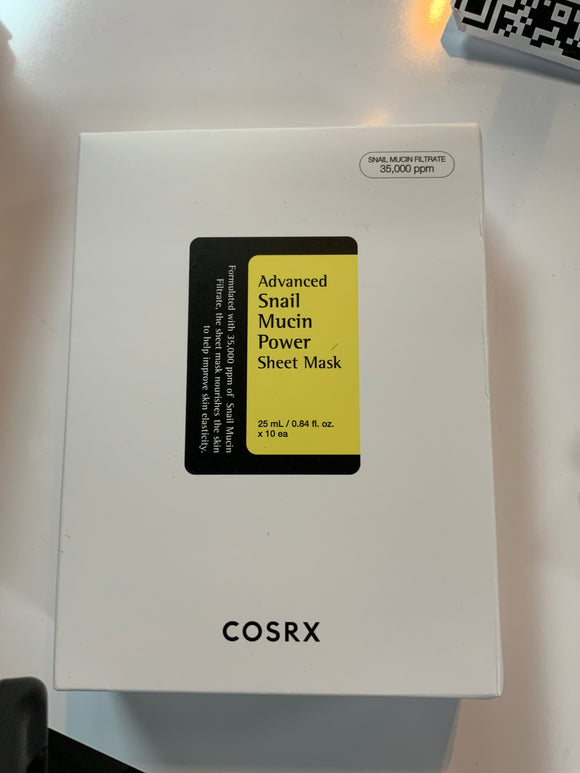 SNAIL MUCIN FILTRATE
35,000 ppm
Advanced
Snail
Mucin
Power
Sheet Mask
25 mL / 0.84 fl. oz.
x 10 ea
Formulated with 35,000 ppm of Snail Mucin
Filtrate, the sheet mask nourishes the skin
to help improve skin elasticity.
COSRX